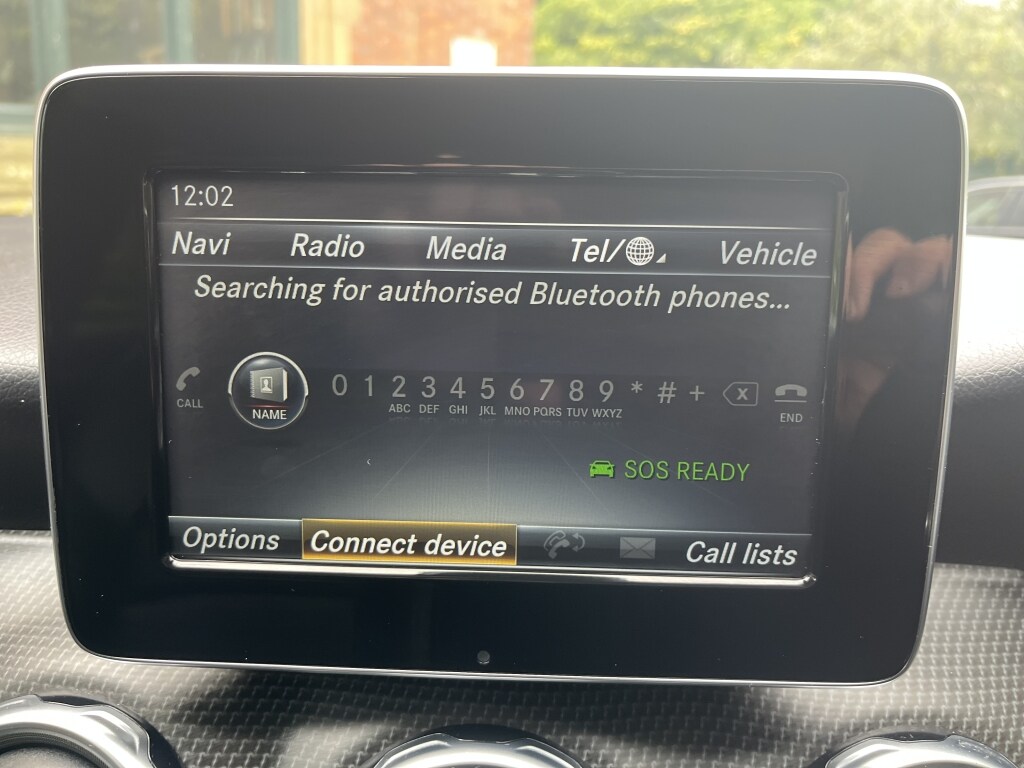 12:02
Navi Radio Media Tel/ Vehicle
Searching for authorised Bluetooth phones...
CALL NAME 0 1 2 3 4 5 6 7 8 9 * # + X END
ABC DEF GHI JKL MNO PQRS TUV WXYZ
SOS READY
Options Connect device Call lists